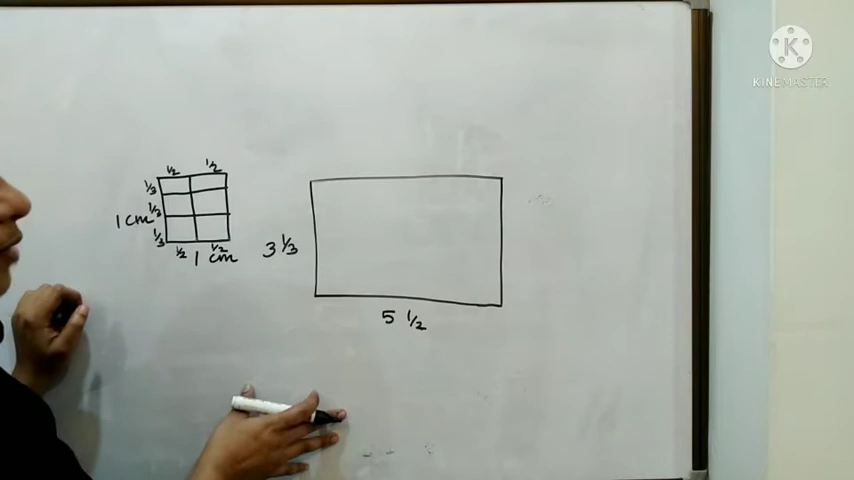 K
KINEMASTER
½ ½
⅓
⅓
1 cm
⅓
½ ½
1 cm
3 ⅓
5 ½